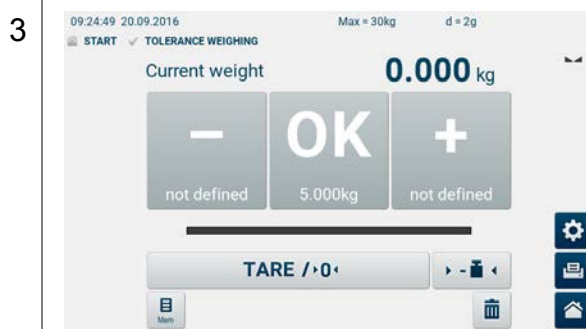 3
09:24:49 20.09.2016 Max = 30kg d = 2g
START TOLERANCE WEIGHING
Current weight 0.000 kg
− OK +
not defined 5.000kg not defined
TARE /›0‹
Mem